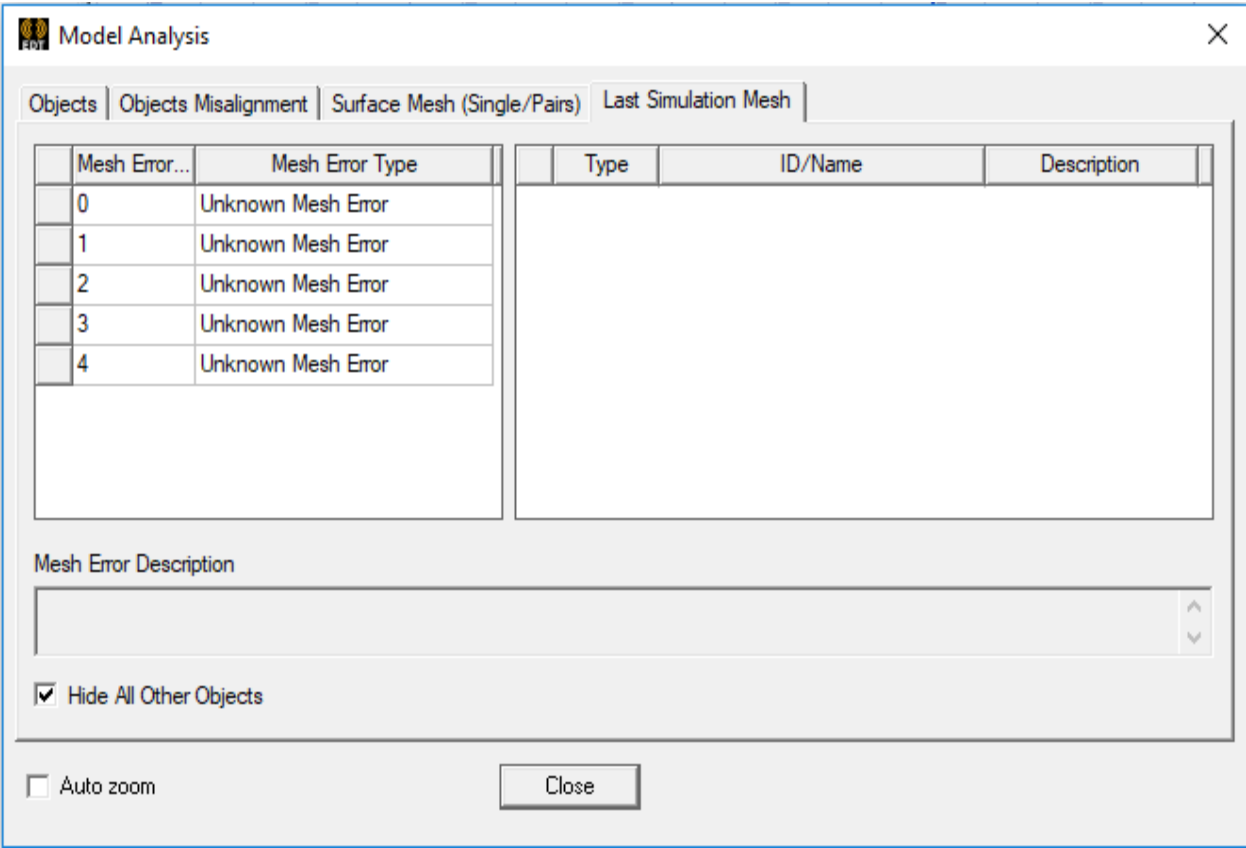 EDT Model Analysis
Objects Objects Misalignment Surface Mesh (Single/Pairs) Last Simulation Mesh
Mesh Error... Mesh Error Type Type ID/Name Description
0 Unknown Mesh Error
1 Unknown Mesh Error
2 Unknown Mesh Error
3 Unknown Mesh Error
4 Unknown Mesh Error
Mesh Error Description
Hide All Other Objects
Auto zoom Close